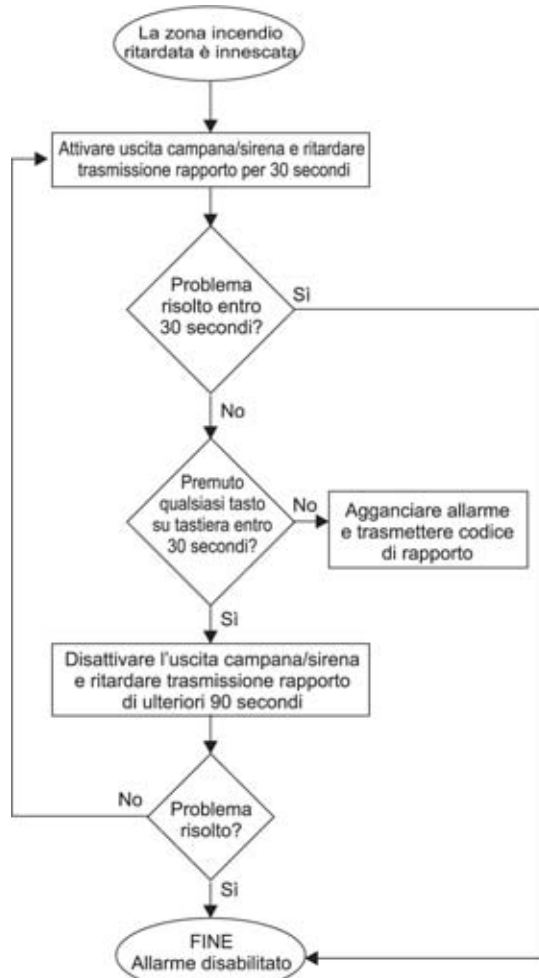 La zona incendio
ritardata è innescata
Attivare uscita campana/sirena e ritardare
trasmissione rapporto per 30 secondi
Problema
risolto entro
30 secondi?
Sì
No
Premuto
qualsiasi tasto
su tastiera entro
30 secondi?
No
Agganciare allarme
e trasmettere codice
di rapporto
Sì
Disattivare l'uscita campana/sirena
e ritardare trasmissione rapporto
di ulteriori 90 secondi
No
Problema
risolto?
Sì
FINE
Allarme disabilitato